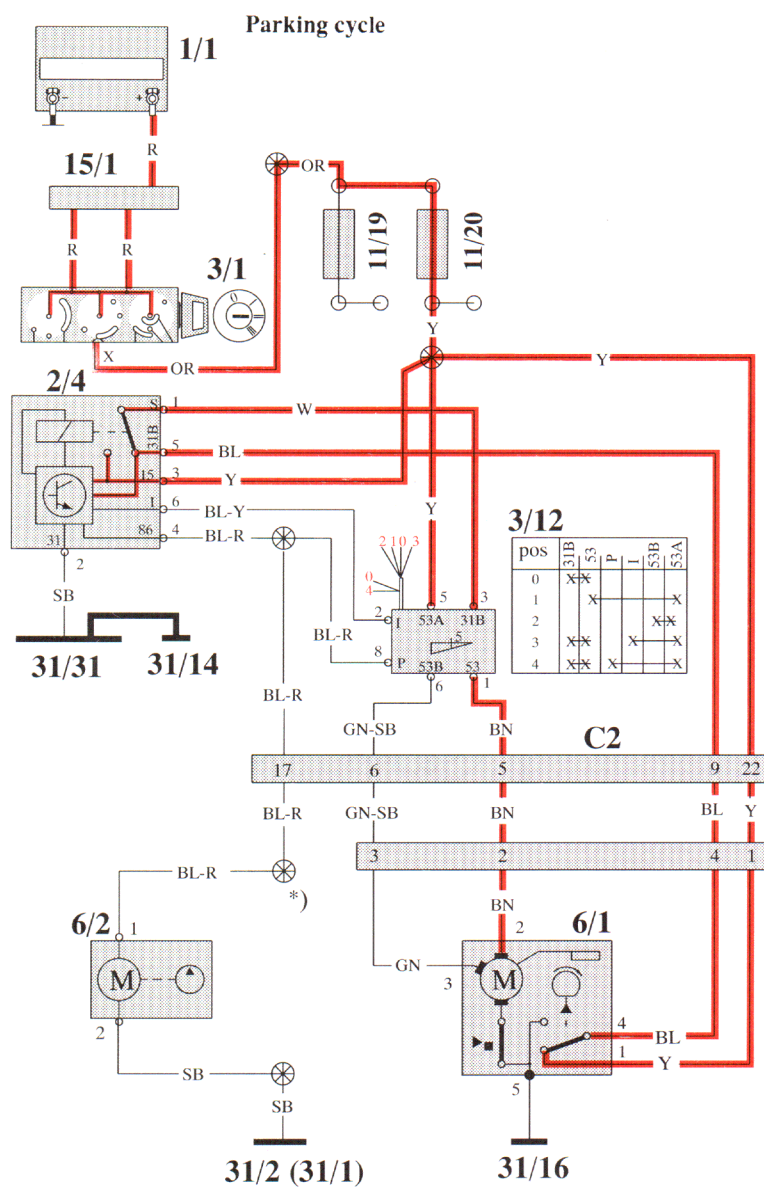 Parking cycle
1/1
- +
R
15/1
OR
R R
11/19
11/20
3/1
0 I II III
X
OR
Y
Y
2/4
S 1
W
31B 5
BL
15 3
Y
I 6
BL-Y
86 4
BL-R
31
2
SB
31/31
31/14
Y
3/12
pos 31B 53 P I 53B 53A
0 X X
1 X X
2 X X
3 X X X X
4 X X X X
2 1 0 3
0
4
5 3
2 I 53A 31B
BL-R
5
8 P 53B 53
6 1
BL-R
GN-SB
BN
C2
17 6 5 9 22
BL-R
GN-SB
BN
BL
Y
3 2 4 1
BL-R
*)
BN
6/2
1
2
6/1
M
GN
3
M
2
4
BL
1
Y
SB
5
SB
31/2 (31/1)
31/16